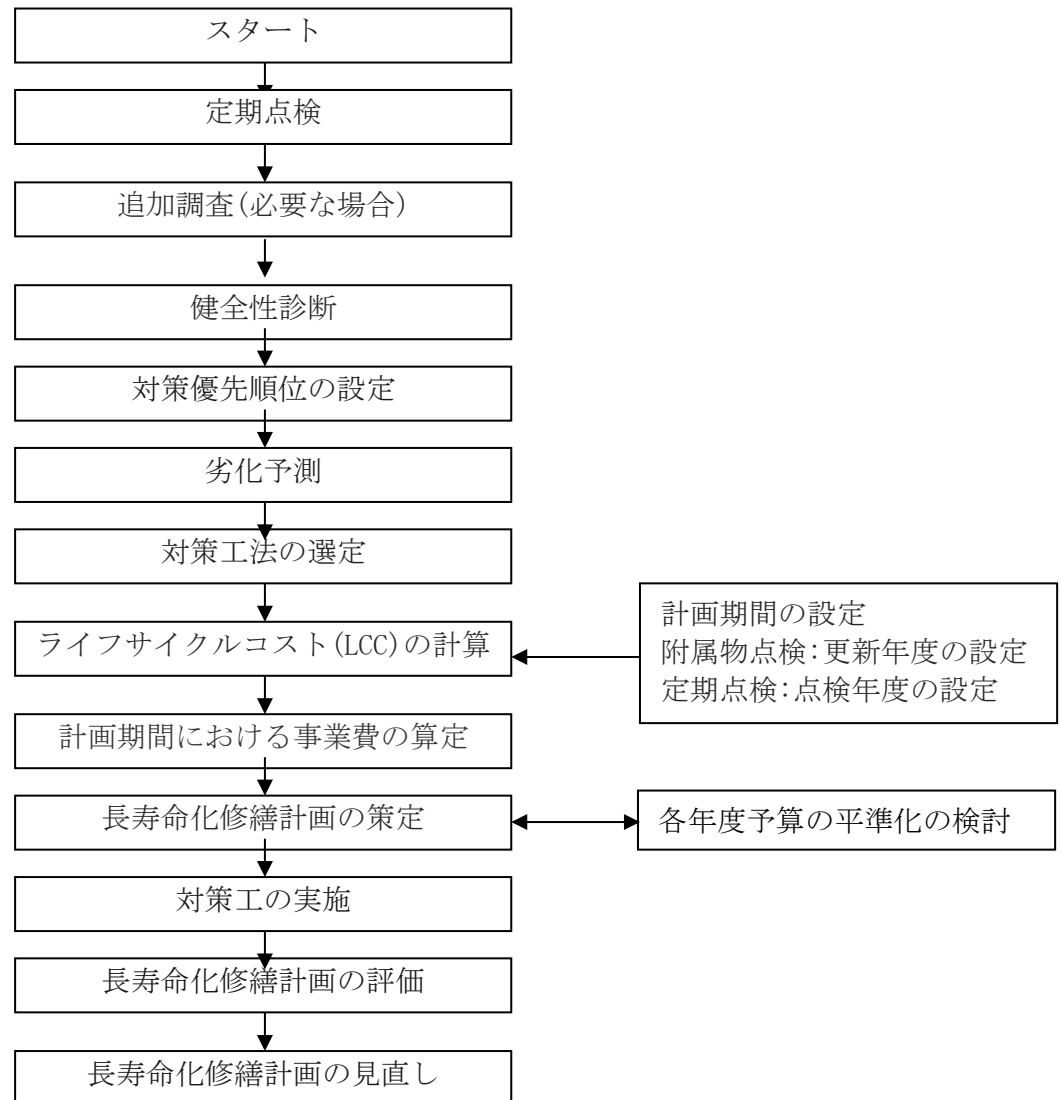 スタート
定期点検
追加調査(必要な場合)
健全性診断
対策優先順位の設定
劣化予測
対策工法の選定
ライフサイクルコスト(LCC)の計算
計画期間の設定
附属物点検:更新年度の設定
定期点検:点検年度の設定
計画期間における事業費の算定
長寿命化修繕計画の策定
各年度予算の平準化の検討
対策工の実施
長寿命化修繕計画の評価
長寿命化修繕計画の見直し